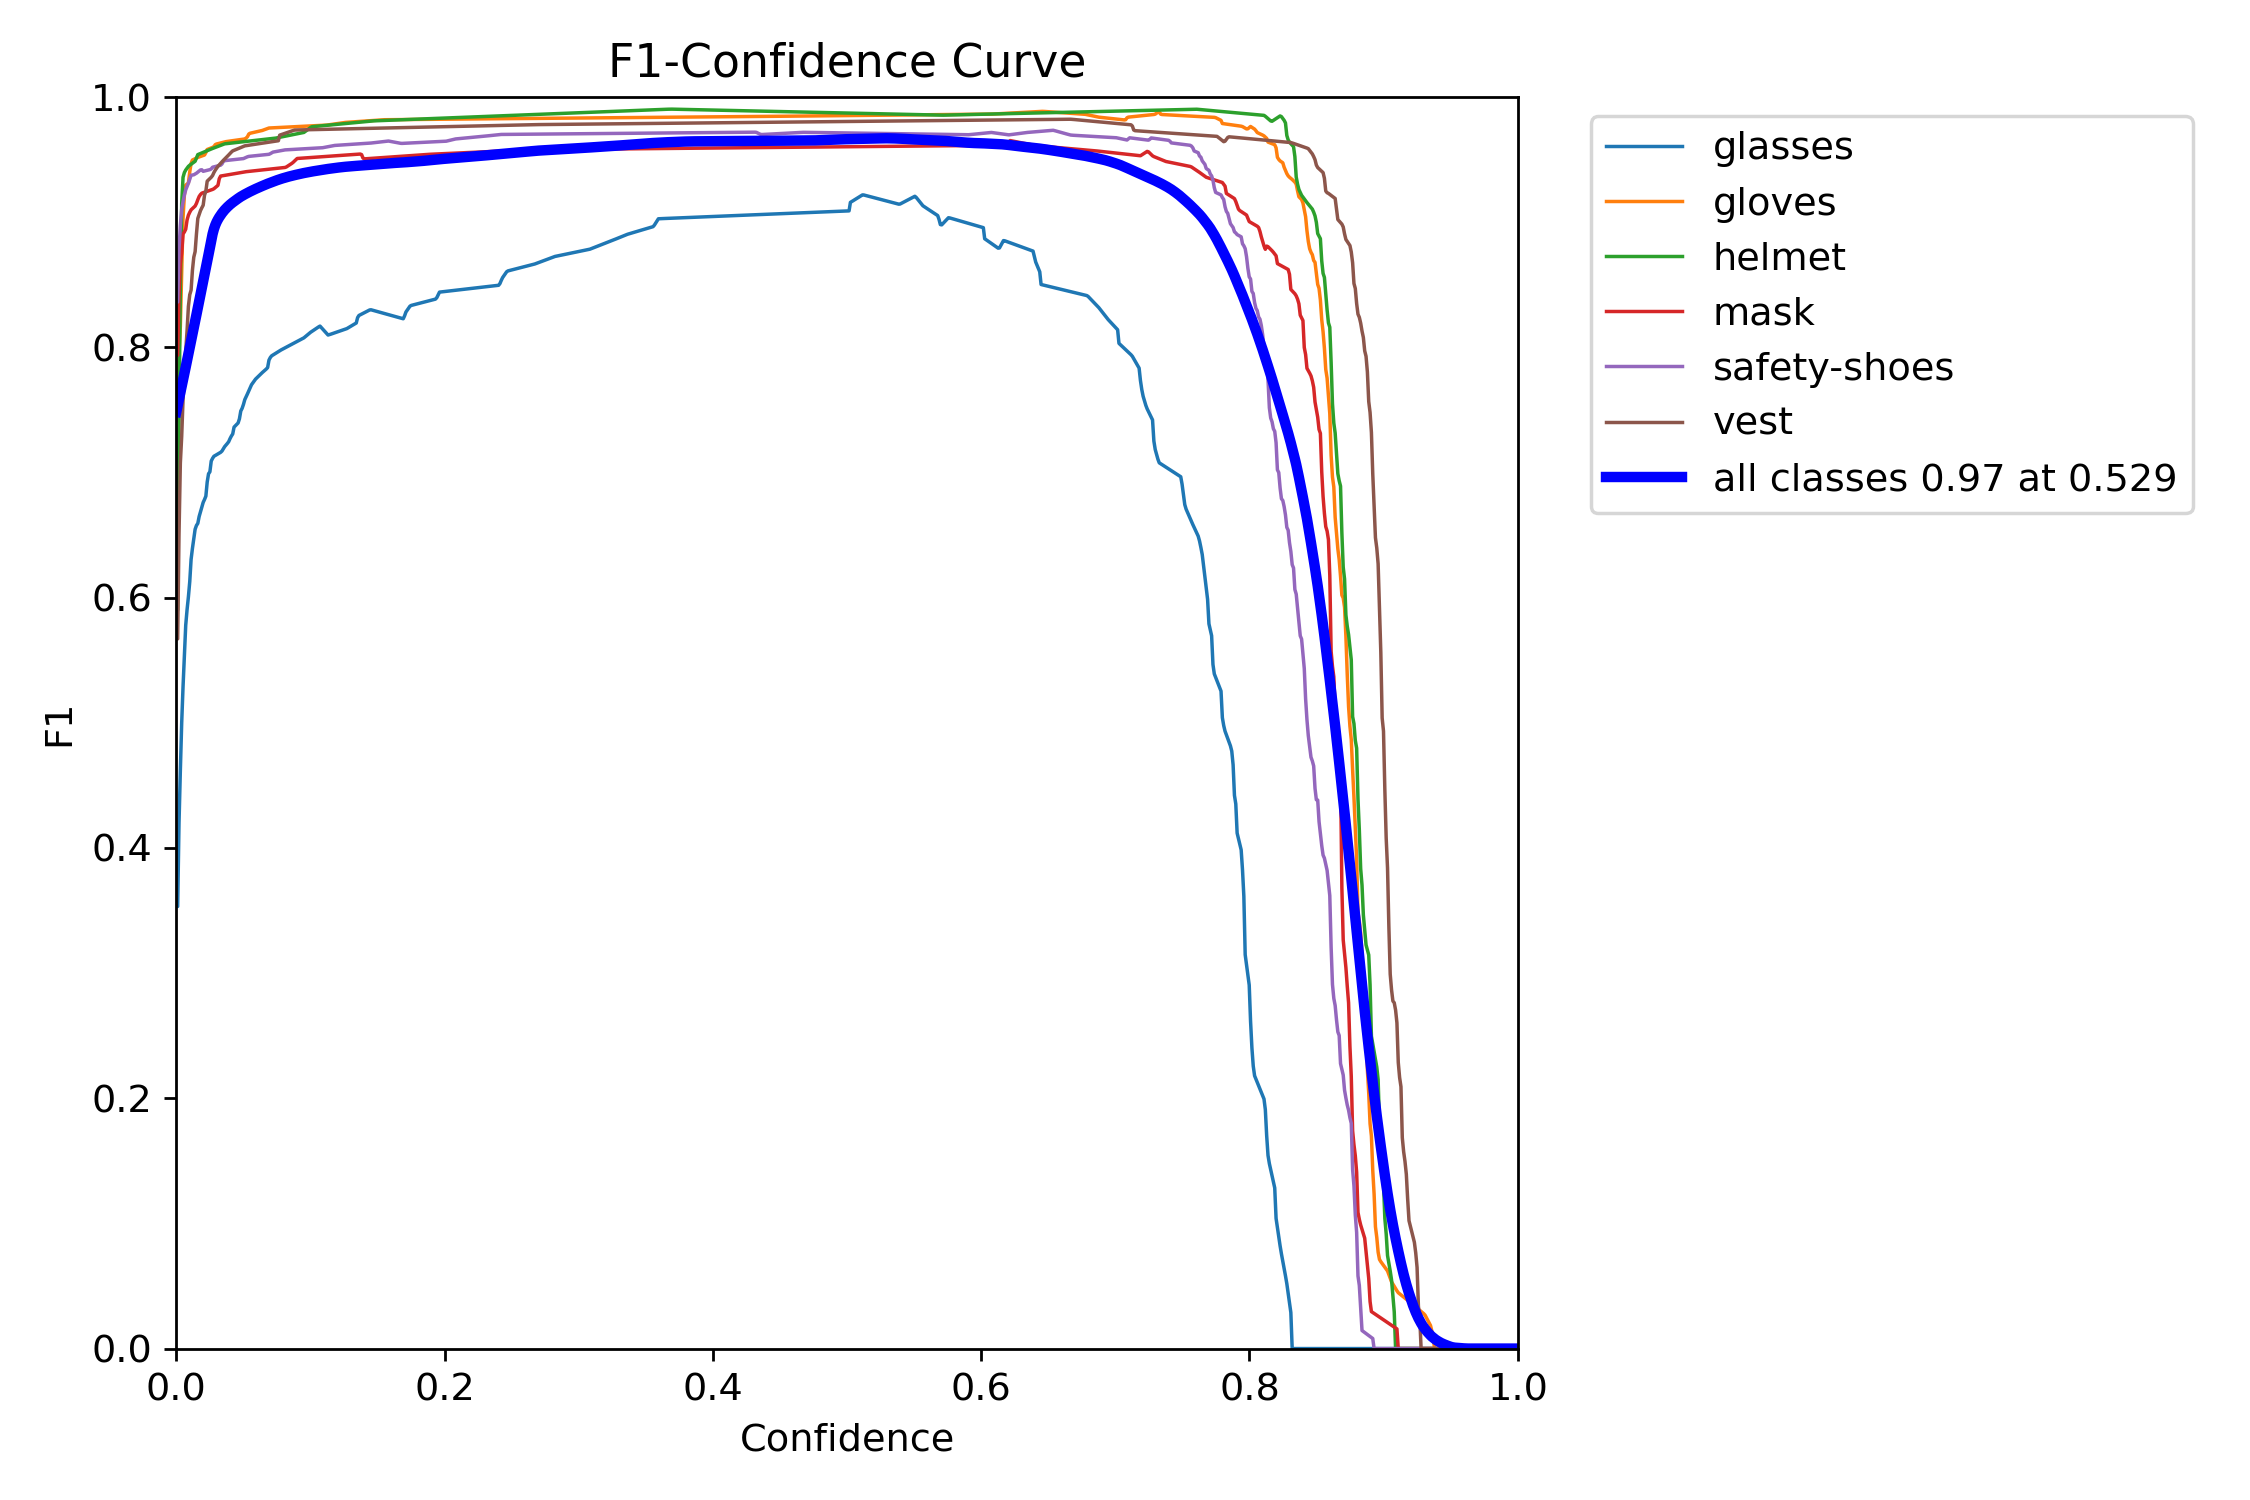 F1-Confidence Curve
1.0
0.8
0.6
0.4
0.2
0.0
F1
0.0 0.2 0.4 0.6 0.8 1.0
Confidence
glasses
gloves
helmet
mask
safety-shoes
vest
all classes 0.97 at 0.529